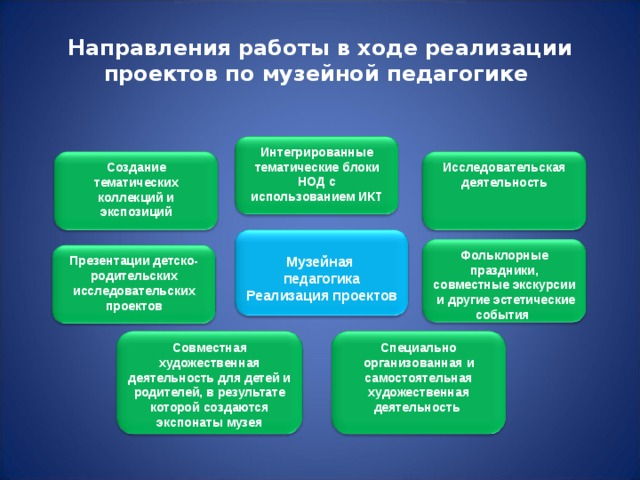 Направления работы в ходе реализации
проектов по музейной педагогике
Интегрированные
тематические блоки
НОД с
использованием ИКТ
Создание
тематических
коллекций и
экспозиций
Исследовательская
деятельность
Презентации детско-
родительских
исследовательских
проектов
Музейная
педагогика
Реализация проектов
Фольклорные
праздники,
совместные экскурсии
и другие эстетические
события
Совместная
художественная
деятельность для детей и
родителей, в результате
которой создаются
экспонаты музея
Специально
организованная и
самостоятельная
художественная
деятельность